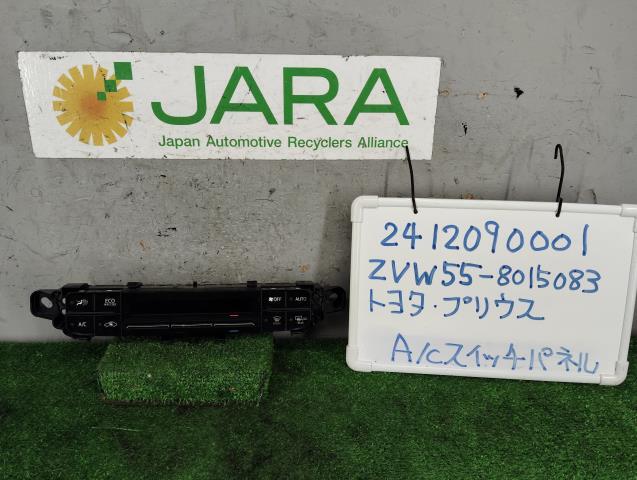 JARA
Japan Automotive Recyclers Alliance
2412090001
ZVW55-8015083
トヨタ・プリウス
A/Cスイッチパネル
ECO
OFF
AUTO
A/C